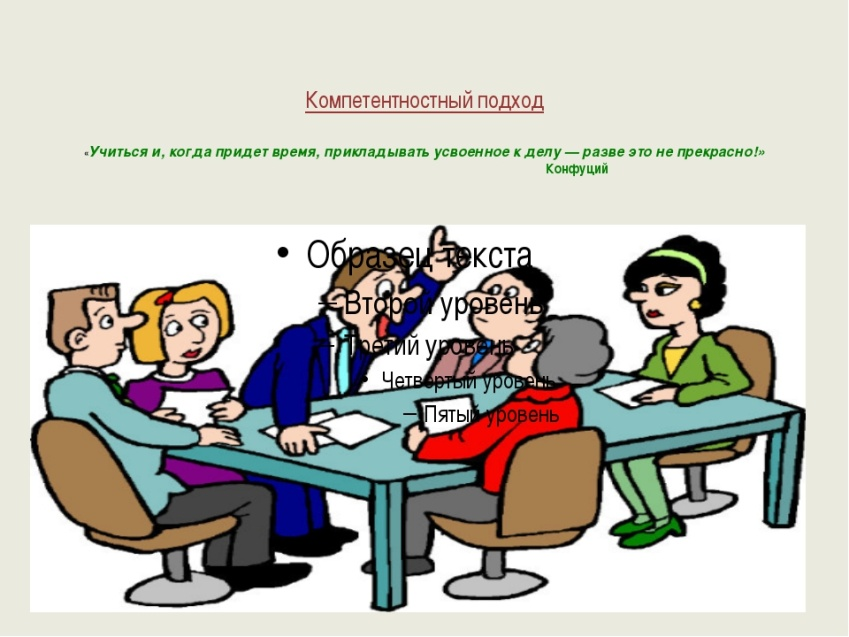 Компетентностный подход
«Учиться и, когда придет время, прикладывать усвоенное к делу — разве это не прекрасно!»
Конфуций
• Образец текста
– Второй уровень
– Третий уровень
• Четвертый уровень
– Пятый уровень